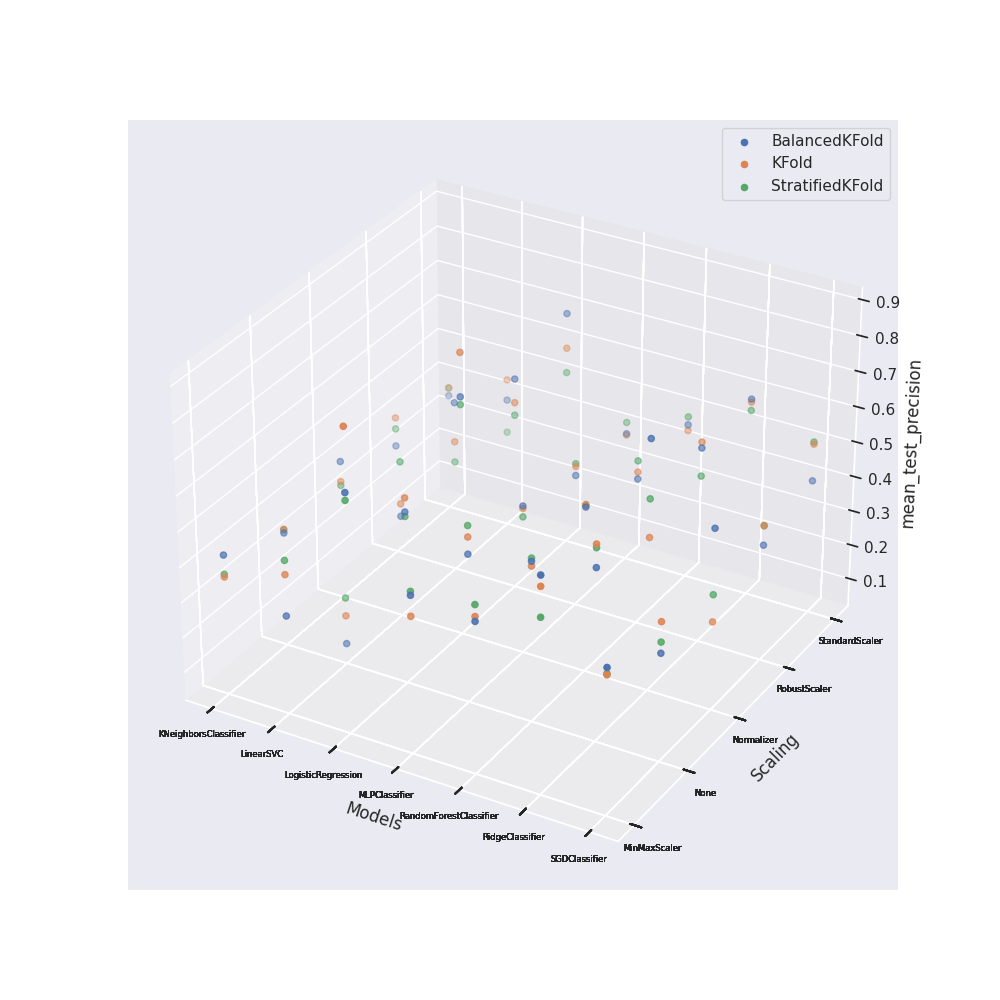 BalancedKFold
KFold
StratifiedKFold
0.9
0.8
0.7
0.6
0.5
0.4
0.3
0.2
0.1
mean_test_precision
StandardScaler
RobustScaler
Normalizer
None
MinMaxScaler
Scaling
KNeighborsClassifier
LinearSVC
LogisticRegression
MLPClassifier
RandomForestClassifier
RidgeClassifier
SGDClassifier
Models